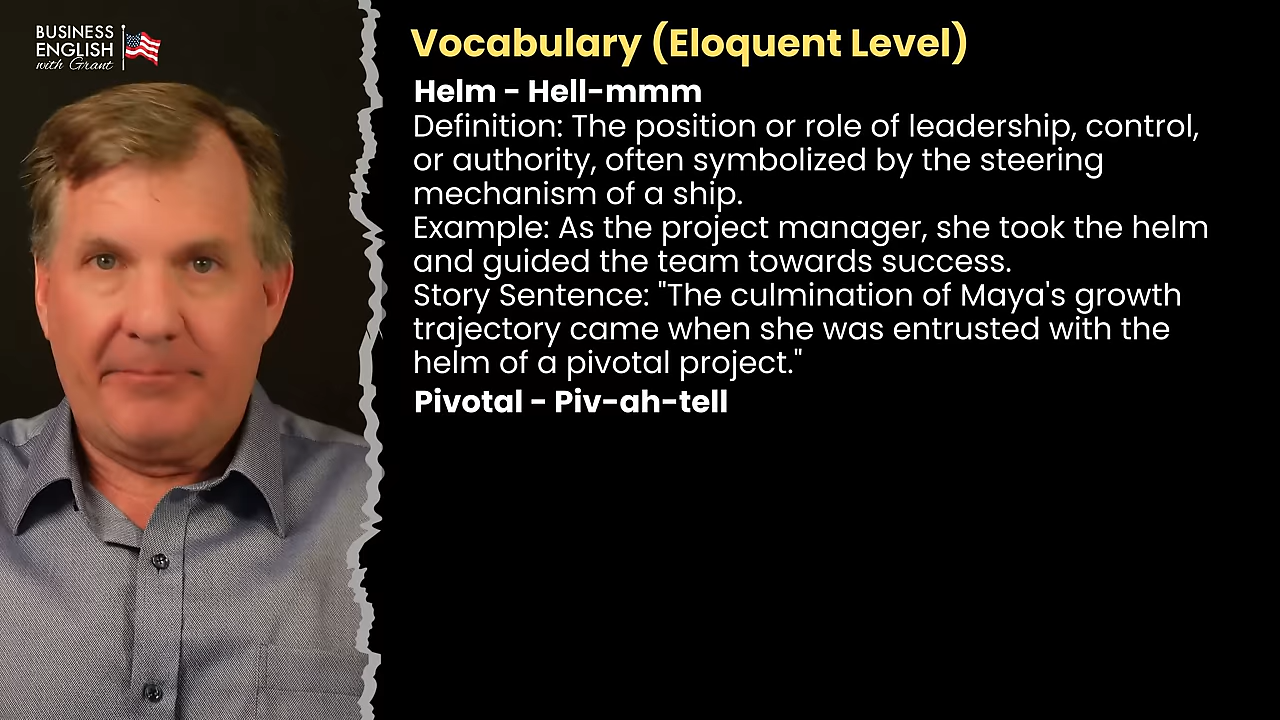 BUSINESS
ENGLISH
with Grant
Vocabulary (Eloquent Level)
Helm - Hell-mmm
Definition: The position or role of leadership, control,
or authority, often symbolized by the steering
mechanism of a ship.
Example: As the project manager, she took the helm
and guided the team towards success.
Story Sentence: "The culmination of Maya's growth
trajectory came when she was entrusted with the
helm of a pivotal project."
Pivotal - Piv-ah-tell